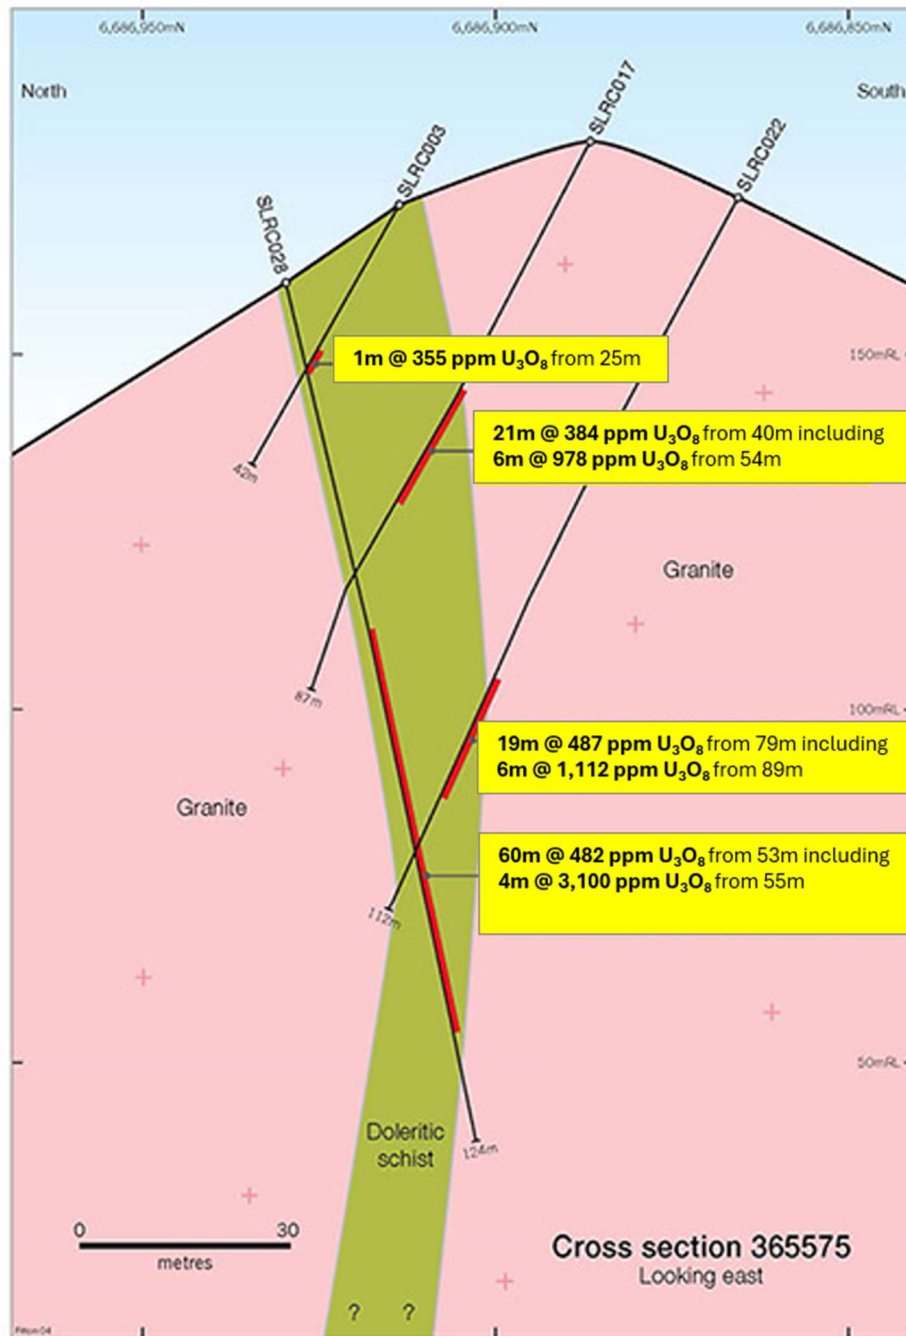 6,686,950mN
6,686,900mN
6,686,850mN
North
South
SLRC017
SLRC003
SLRC022
SLRC028
1m @ 355 ppm U₃O₈ from 25m
150mRL
21m @ 384 ppm U₃O₈ from 40m including
6m @ 978 ppm U₃O₈ from 54m
42m
Granite
87m
100mRL
19m @ 487 ppm U₃O₈ from 79m including
6m @ 1,112 ppm U₃O₈ from 89m
Granite
60m @ 482 ppm U₃O₈ from 53m including
4m @ 3,100 ppm U₃O₈ from 55m
112m
50mRL
Doleritic
schist
124m
0 30
metres
Cross section 365575
Looking east
? ?